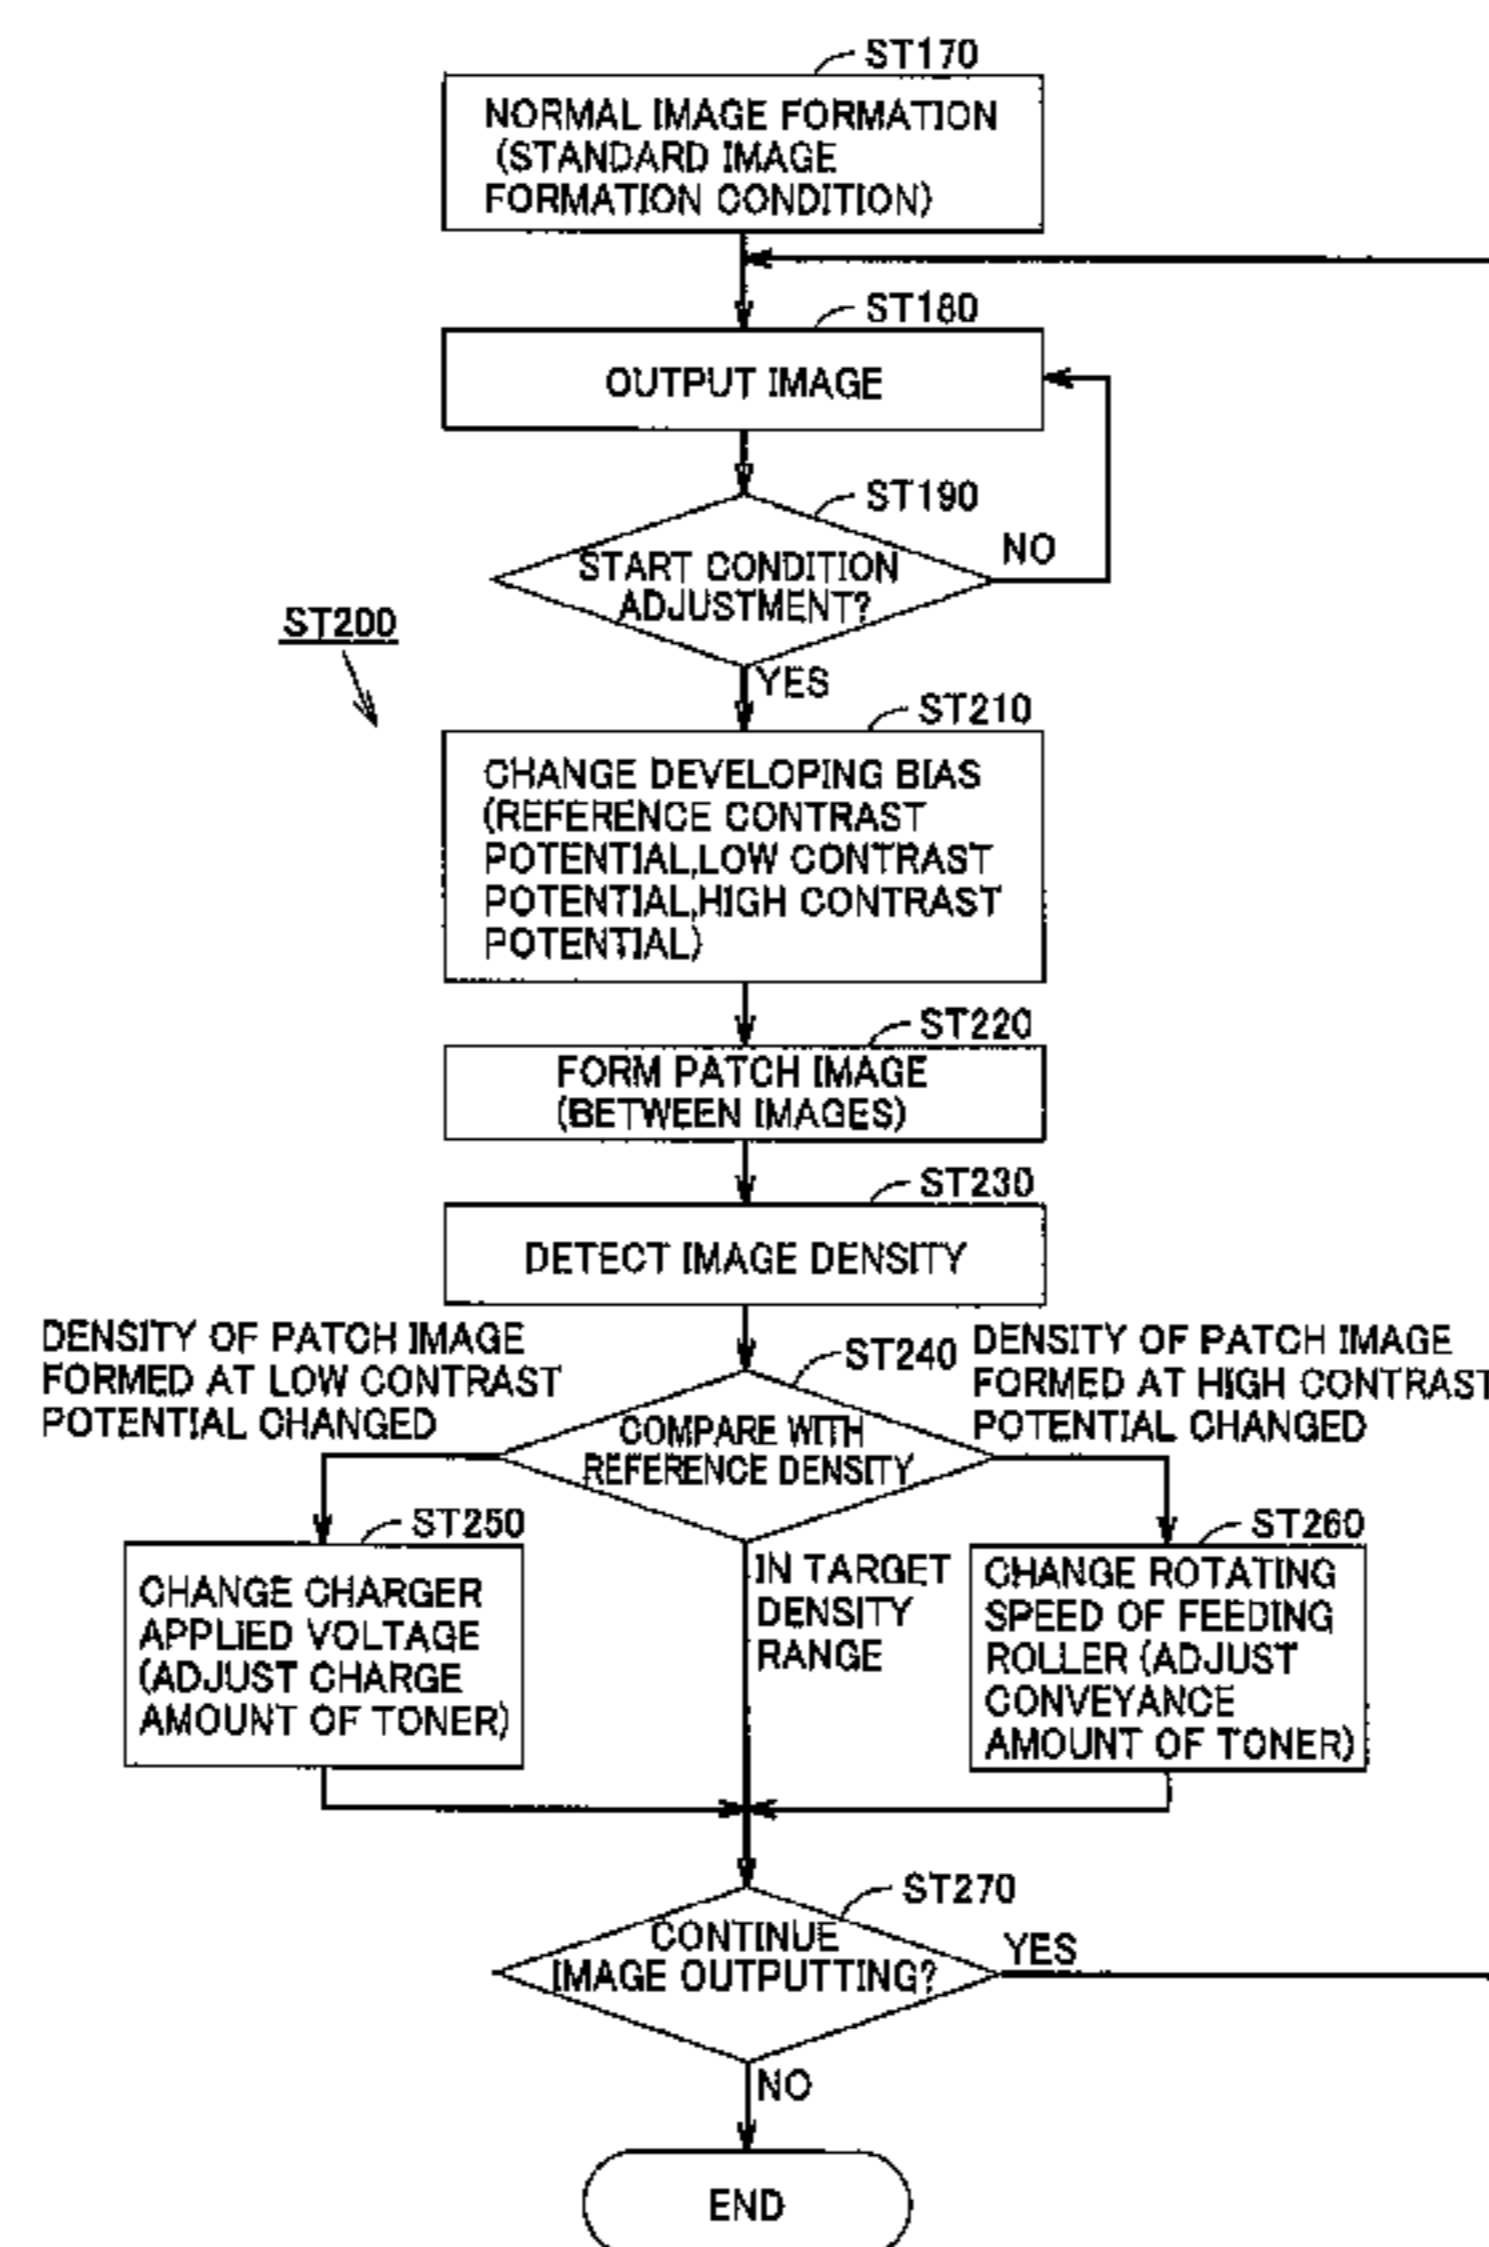 ST170
NORMAL IMAGE FORMATION
(STANDARD IMAGE
FORMATION CONDITION)
ST180
OUTPUT IMAGE
ST190
START CONDITION
ADJUSTMENT?
NO
YES
ST200
ST210
CHANGE DEVELOPING BIAS
(REFERENCE CONTRAST
POTENTIAL,LOW CONTRAST
POTENTIAL,HIGH CONTRAST
POTENTIAL)
ST220
FORM PATCH IMAGE
(BETWEEN IMAGES)
ST230
DETECT IMAGE DENSITY
DENSITY OF PATCH IMAGE
FORMED AT LOW CONTRAST
POTENTIAL CHANGED
ST240
COMPARE WITH
REFERENCE DENSITY
DENSITY OF PATCH IMAGE
FORMED AT HIGH CONTRAST
POTENTIAL CHANGED
ST250
CHANGE CHARGER
APPLIED VOLTAGE
(ADJUST CHARGE
AMOUNT OF TONER)
IN TARGET
DENSITY
RANGE
ST260
CHANGE ROTATING
SPEED OF FEEDING
ROLLER (ADJUST
CONVEYANCE
AMOUNT OF TONER)
ST270
CONTINUE
IMAGE OUTPUTTING?
YES
NO
END